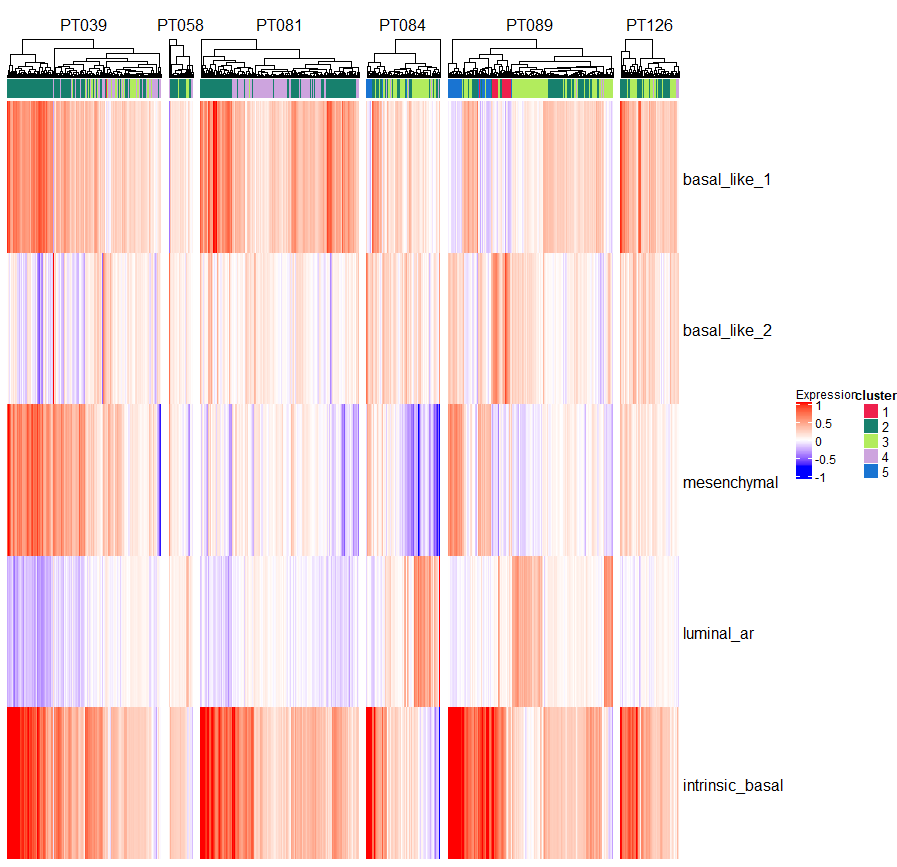 PT039 PT058 PT081 PT084 PT089 PT126
basal_like_1
basal_like_2
mesenchymal
luminal_ar
intrinsic_basal
Expression cluster
1 1
0.5 2
0 3
-0.5 4
-1 5